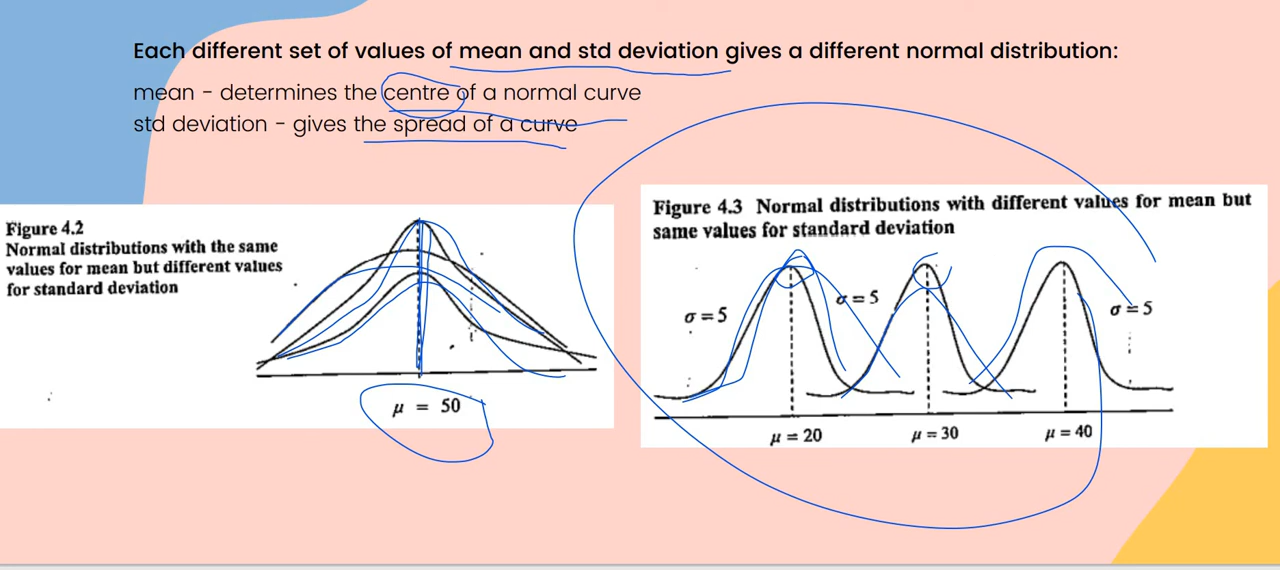 Each different set of values of mean and std deviation gives a different normal distribution:
mean - determines the centre of a normal curve
std deviation - gives the spread of a curve
Figure 4.2
Normal distributions with the same
values for mean but different values
for standard deviation
μ = 50
Figure 4.3 Normal distributions with different values for mean but
same values for standard deviation
σ = 5
σ = 5
σ = 5
μ = 20
μ = 30
μ = 40